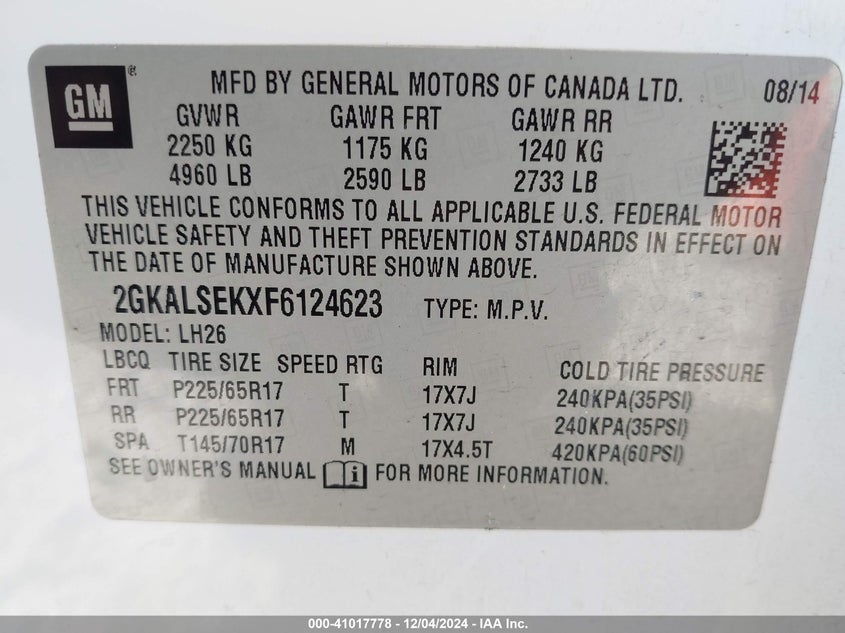 GM ®
MFD BY GENERAL MOTORS OF CANADA LTD. 08/14
GVWR GAWR FRT GAWR RR
2250 KG 1175 KG 1240 KG
4960 LB 2590 LB 2733 LB
THIS VEHICLE CONFORMS TO ALL APPLICABLE U.S. FEDERAL MOTOR
VEHICLE SAFETY AND THEFT PREVENTION STANDARDS IN EFFECT ON
THE DATE OF MANUFACTURE SHOWN ABOVE.
2GKALSEKXF6124623 TYPE: M.P.V.
MODEL: LH26
LBCQ TIRE SIZE SPEED RTG RIM COLD TIRE PRESSURE
FRT P225/65R17 T 17X7J 240KPA(35PSI)
RR P225/65R17 T 17X7J 240KPA(35PSI)
SPA T145/70R17 M 17X4.5T 420KPA(60PSI)
SEE OWNER'S MANUAL i FOR MORE INFORMATION.
000-41017778 - 12/04/2024 - IAA Inc.